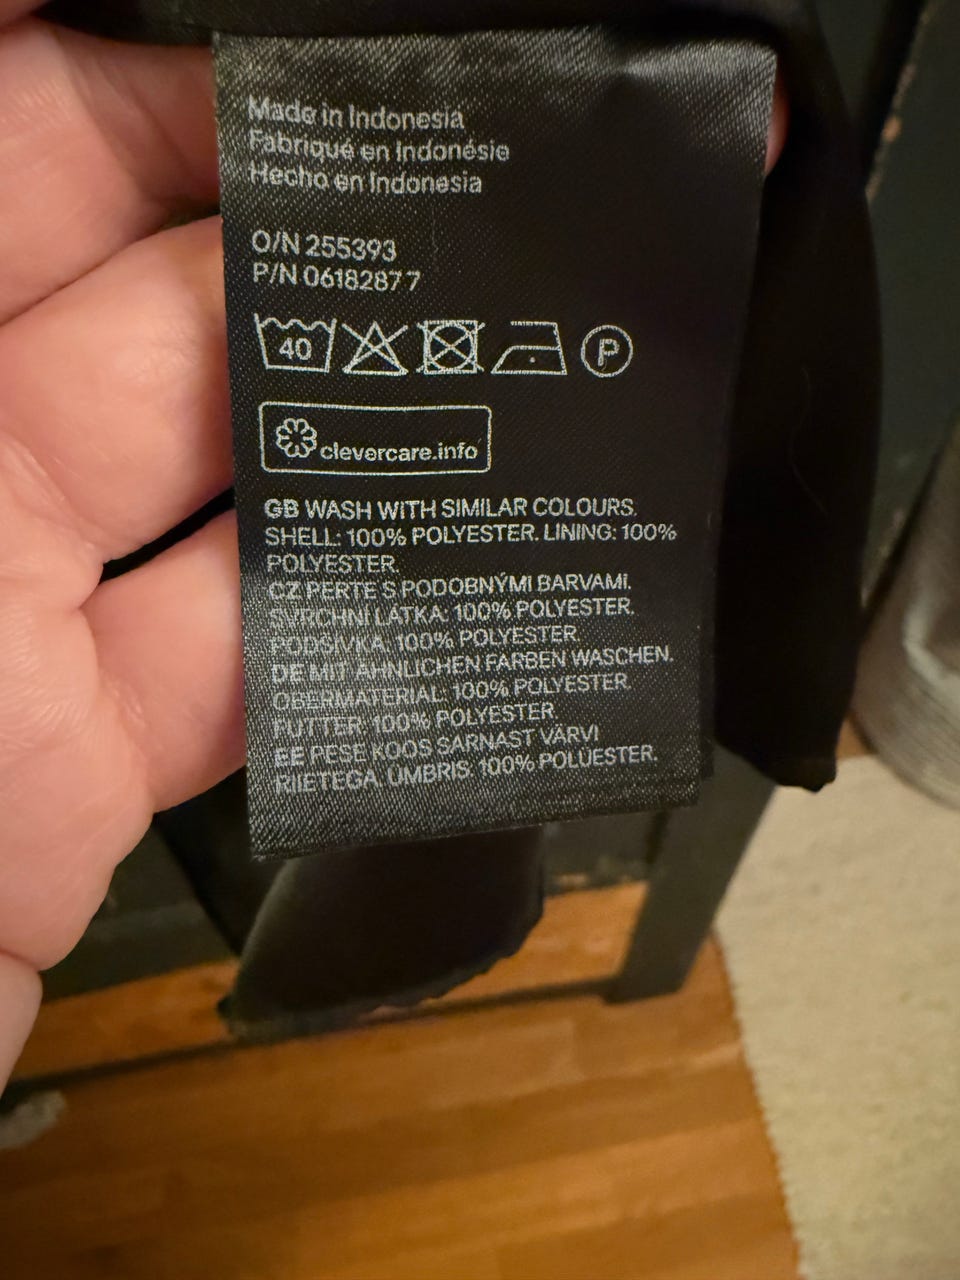 Made in Indonesia
Fabriqué en Indonésie
Hecho en Indonesia
O/N 255393
P/N 06182877
40 P
clevercare.info
GB WASH WITH SIMILAR COLOURS.
SHELL: 100% POLYESTER. LINING: 100%
POLYESTER.
CZ PERTE S PODOBNÝMI BARVAMI.
SVRCHNÍ LÁTKA: 100% POLYESTER.
PODŠÍVKA: 100% POLYESTER.
DE MIT ÄHNLICHEN FARBEN WASCHEN.
OBERMATERIAL: 100% POLYESTER.
FUTTER: 100% POLYESTER.
EE PESE KOOS SARNAST VÄRVI
RIIETEGA. ÜMBRIS: 100% POLÜESTER.